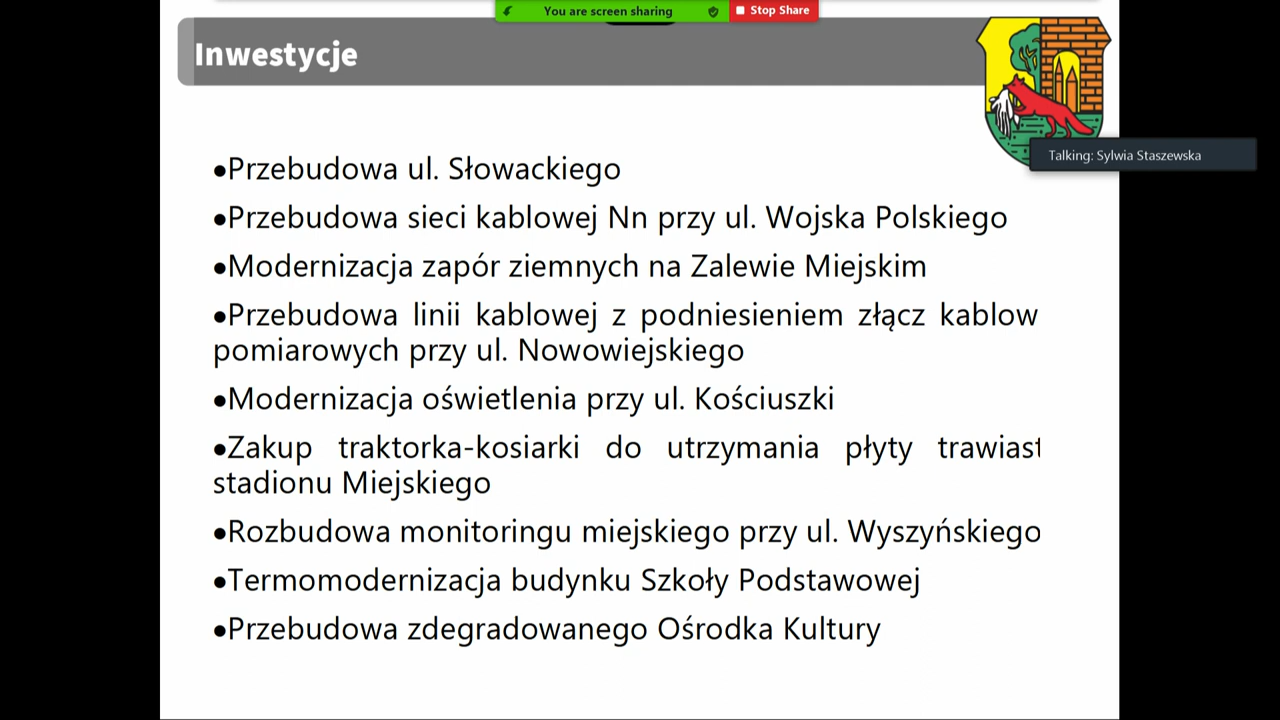 You are screen sharing
Stop Share
Inwestycje
Talking: Sylwia Staszewska
•Przebudowa ul. Słowackiego
•Przebudowa sieci kablowej Nn przy ul. Wojska Polskiego
•Modernizacja zapór ziemnych na Zalewie Miejskim
•Przebudowa linii kablowej z podniesieniem złącz kablow
pomiarowych przy ul. Nowowiejskiego
•Modernizacja oświetlenia przy ul. Kościuszki
•Zakup traktorka-kosiarki do utrzymania płyty trawiast
stadionu Miejskiego
•Rozbudowa monitoringu miejskiego przy ul. Wyszyńskiego
•Termomodernizacja budynku Szkoły Podstawowej
•Przebudowa zdegradowanego Ośrodka Kultury